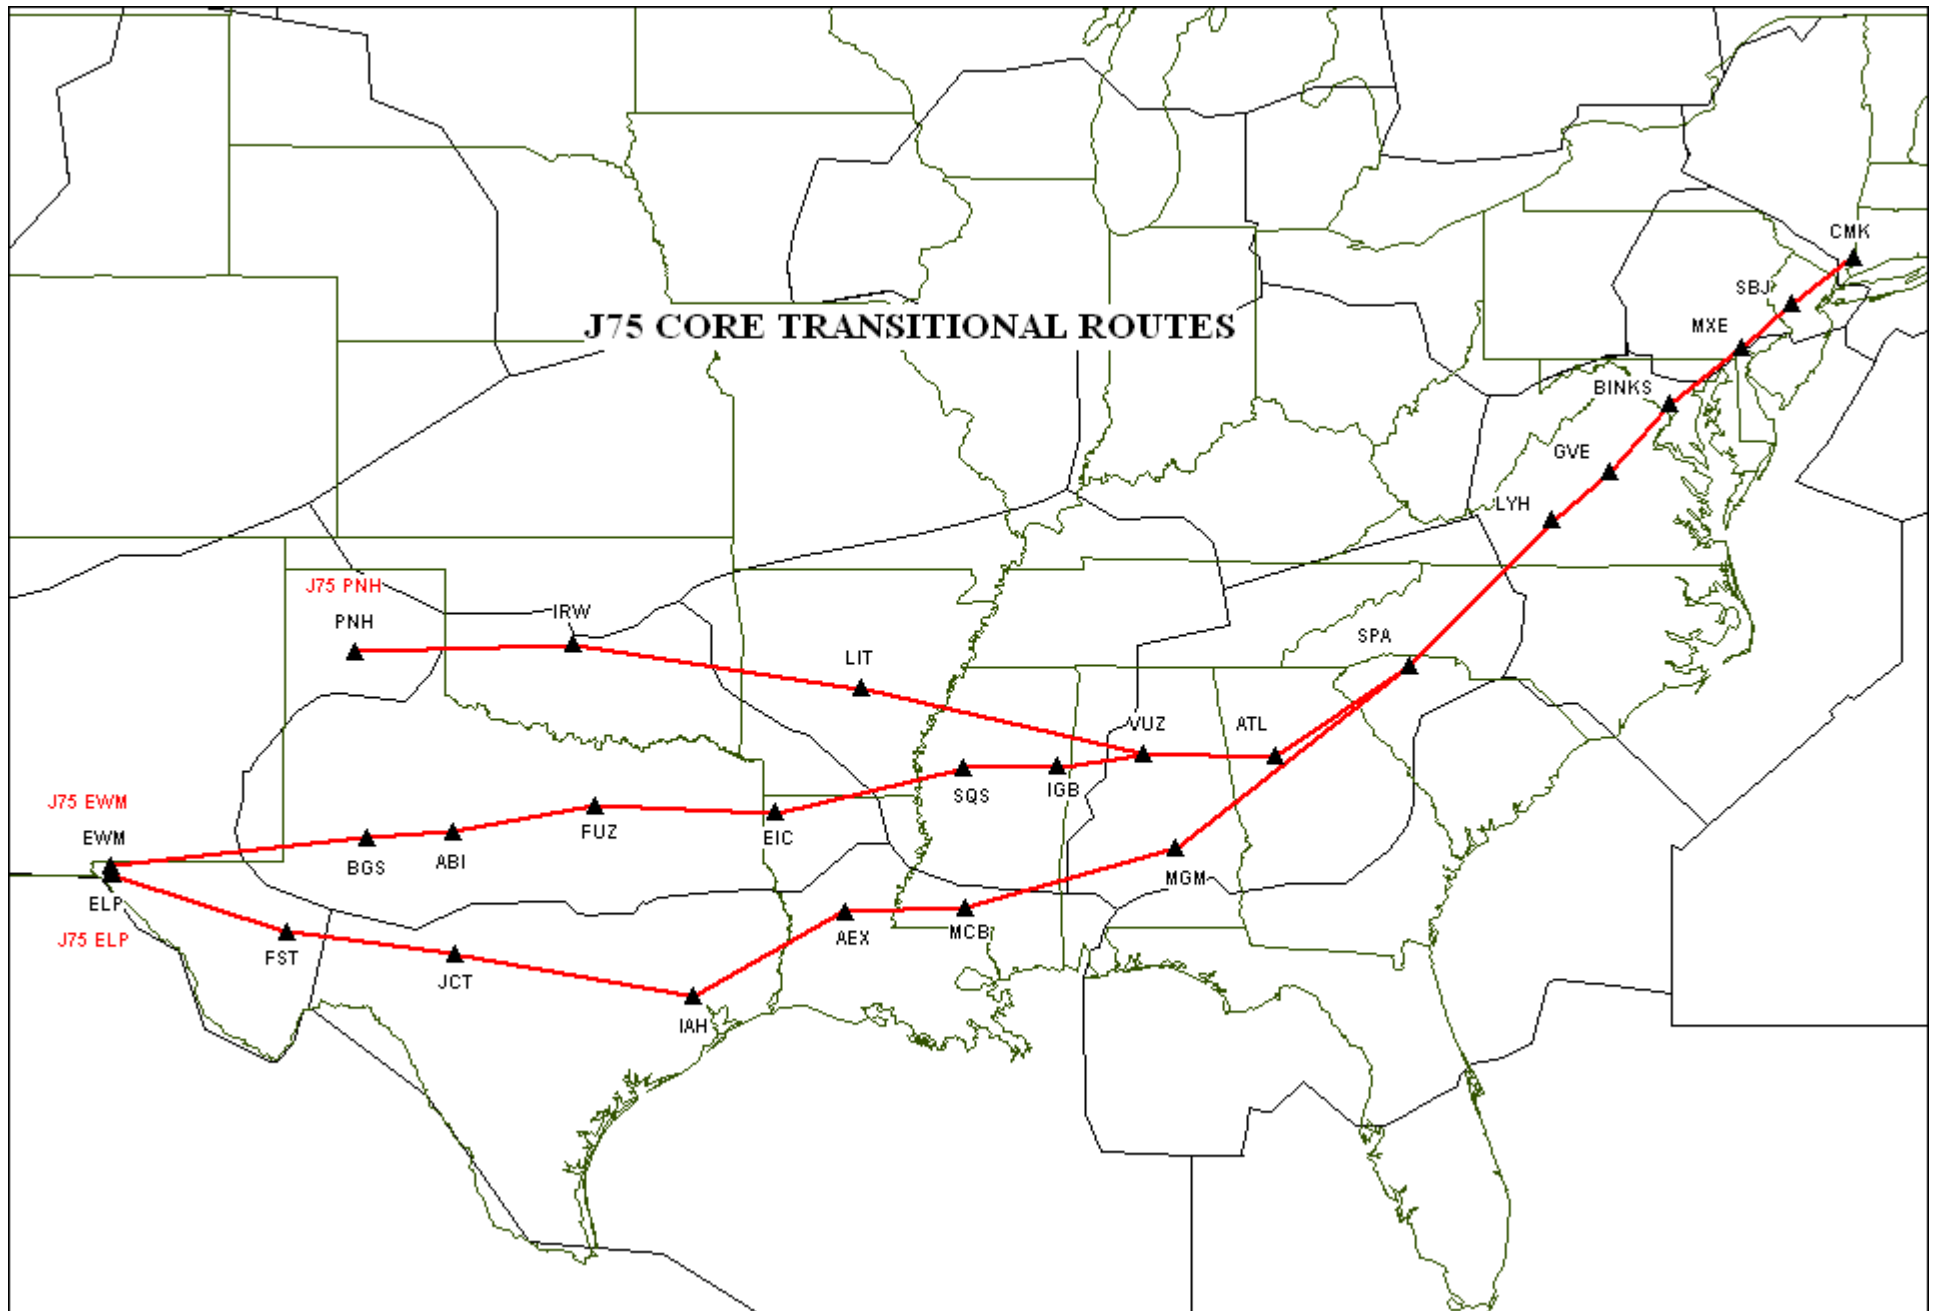 CMK
SBJ
J75 CORE TRANSITIONAL ROUTES
MXE
BINKS
GVE
LYH
J75 PNH
IRW
PNH
SPA
LIT
VUZ
ATL
SQS
IGB
J75 EWM
EWM
FUZ
EIC
BGS
ABI
MGM
ELP
J75 ELP
AEX
MCB
FST
JCT
IAH